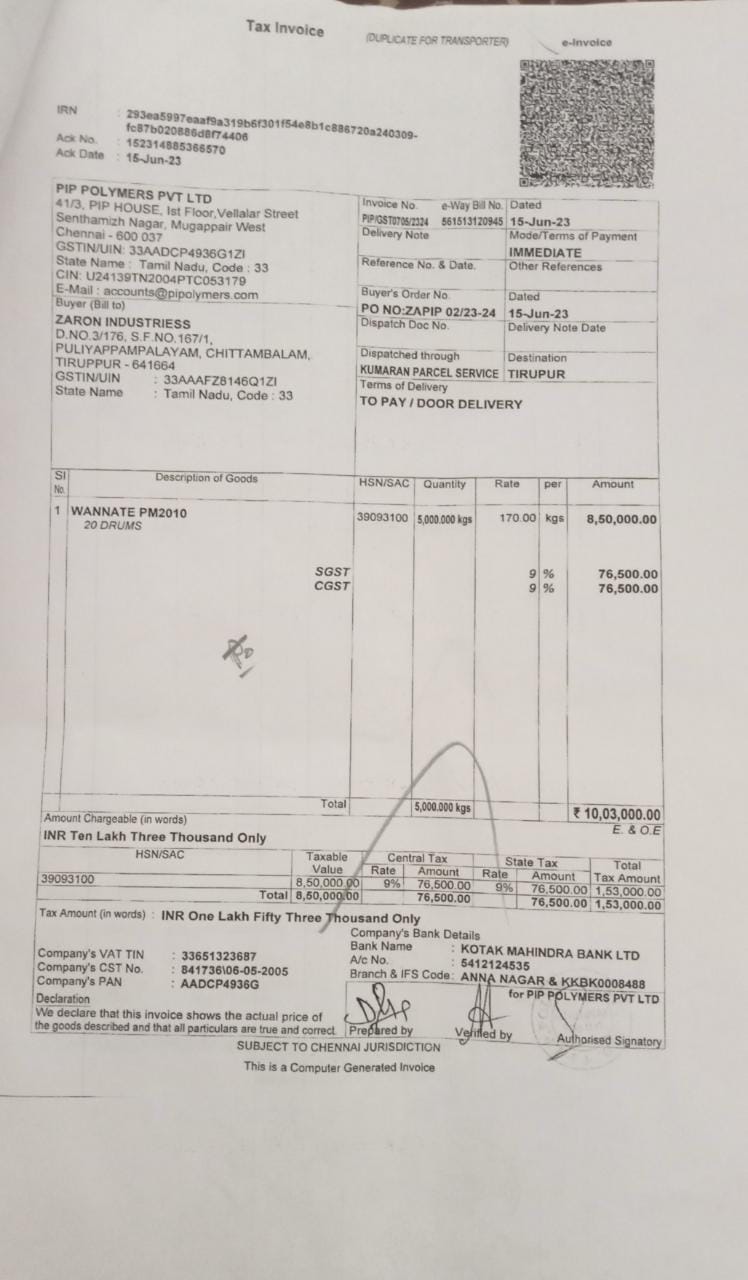 Tax Invoice
(DUPLICATE FOR TRANSPORTER)
e-Invoice
IRN : 293ea5997eaaf9a319b6f301f54e8b1c886720a240309-
fc87b020886d8f74406
Ack No. : 152314885366570
Ack Date : 15-Jun-23
PIP POLYMERS PVT LTD
41/3, PIP HOUSE, Ist Floor,Vellalar Street
Senthamizh Nagar, Mugappair West
Chennai - 600 037
GSTIN/UIN: 33AADCP4936G1ZI
State Name : Tamil Nadu, Code : 33
CIN: U24139TN2004PTC053179
E-Mail : accounts@pipolymers.com
Buyer (Bill to)
ZARON INDUSTRIESS
D.NO.3/176, S.F.NO.167/1,
PULIYAPPAMPALAYAM, CHITTAMBALAM,
TIRUPPUR - 641664
GSTIN/UIN : 33AAAFZ8146Q1ZI
State Name : Tamil Nadu, Code : 33
Invoice No. e-Way Bill No. Dated
PIP/GST0705/2324 561513120945 15-Jun-23
Delivery Note Mode/Terms of Payment
IMMEDIATE
Reference No. & Date. Other References
Buyer's Order No. Dated
PO NO:ZAPIP 02/23-24 15-Jun-23
Dispatch Doc No. Delivery Note Date
Dispatched through Destination
KUMARAN PARCEL SERVICE TIRUPUR
Terms of Delivery
TO PAY / DOOR DELIVERY
Sl No. Description of Goods HSN/SAC Quantity Rate per Amount
1 WANNATE PM2010 39093100 5,000.000 kgs 170.00 kgs 8,50,000.00
20 DRUMS
SGST 9 % 76,500.00
CGST 9 % 76,500.00
Total 5,000.000 kgs ₹ 10,03,000.00
Amount Chargeable (in words) E. & O.E
INR Ten Lakh Three Thousand Only
HSN/SAC Taxable Value Central Tax Rate Amount State Tax Rate Amount Total Tax Amount
39093100 8,50,000.00 9% 76,500.00 9% 76,500.00 1,53,000.00
Total 8,50,000.00 76,500.00 76,500.00 1,53,000.00
Tax Amount (in words) : INR One Lakh Fifty Three Thousand Only
Company's Bank Details
Bank Name : KOTAK MAHINDRA BANK LTD
A/c No. : 5412124535
Branch & IFS Code: ANNA NAGAR & KKBK0008488
Company's VAT TIN : 33651323687
Company's CST No. : 841736\06-05-2005
Company's PAN : AADCP4936G
Declaration
We declare that this invoice shows the actual price of
the goods described and that all particulars are true and correct.
for PIP POLYMERS PVT LTD
Prepared by Verified by Authorised Signatory
SUBJECT TO CHENNAI JURISDICTION
This is a Computer Generated Invoice